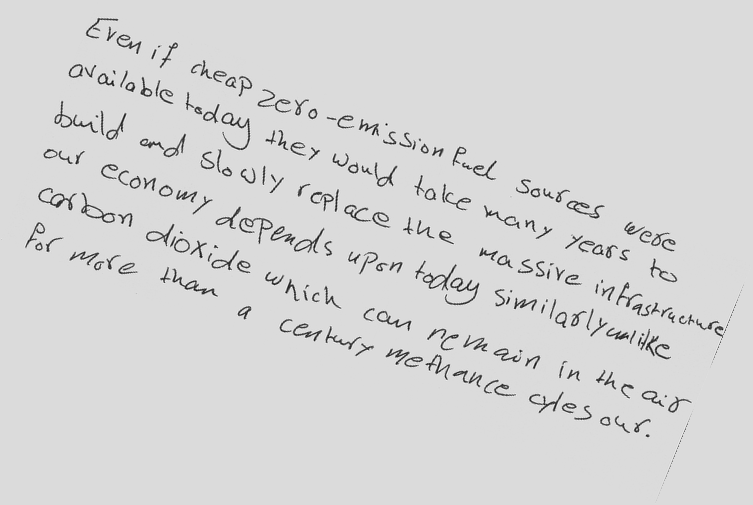 Even if cheap zero-emission fuel sources were
available today they would take many years to
build and slowly replace the massive infrastructure
our economy depends upon today similarly unlike
carbon dioxide which can remain in the air
for more than a century methance cyles our.